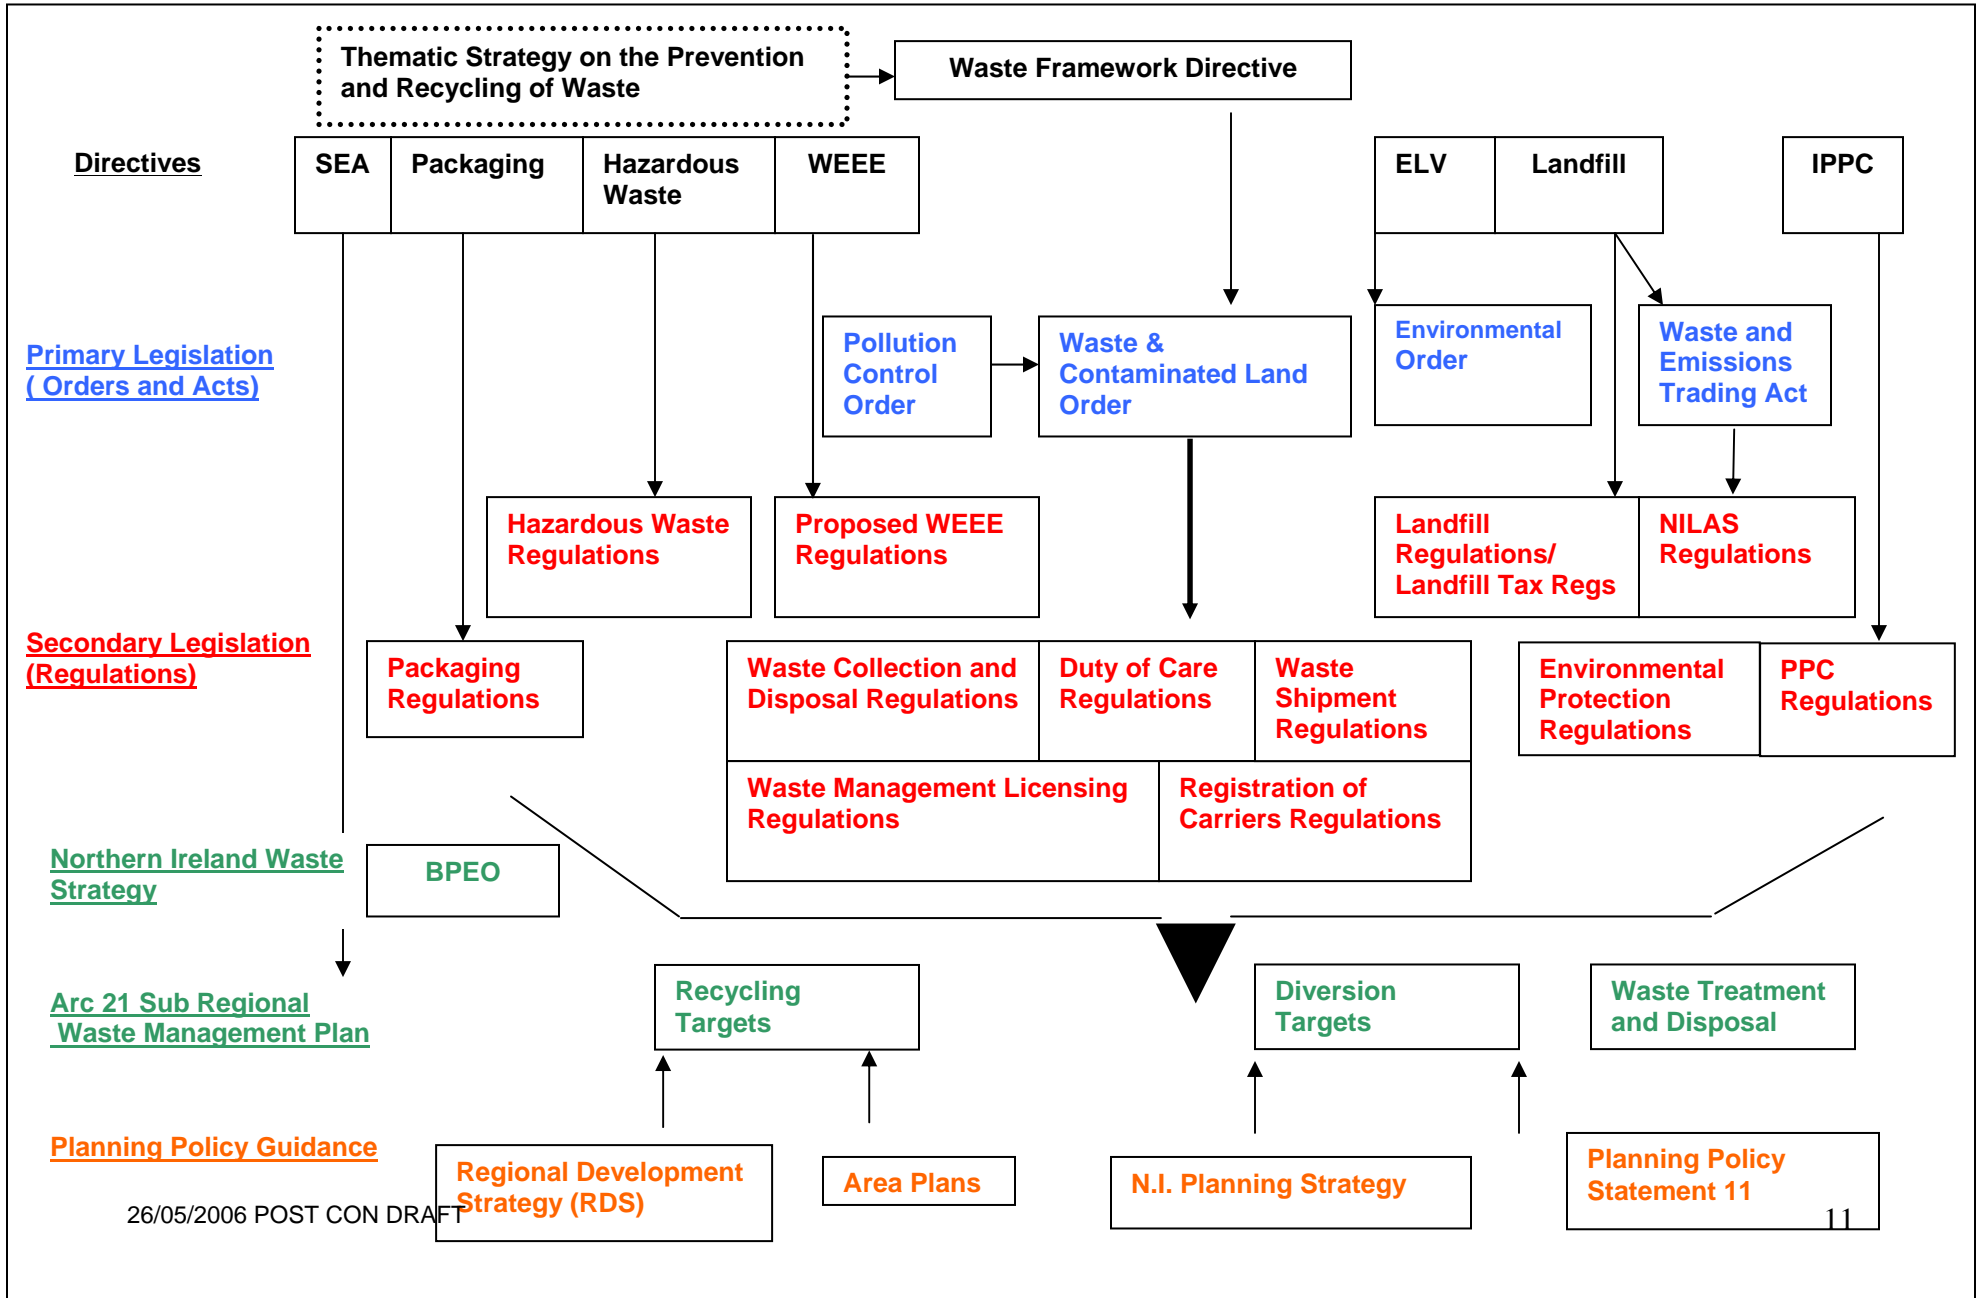 Thematic Strategy on the Prevention
and Recycling of Waste
Waste Framework Directive
Directives
SEA
Packaging
Hazardous
Waste
WEEE
ELV
Landfill
IPPC
Primary Legislation
( Orders and Acts)
Pollution
Control
Order
Waste &
Contaminated Land
Order
Environmental
Order
Waste and
Emissions
Trading Act
Hazardous Waste
Regulations
Proposed WEEE
Regulations
Landfill
Regulations/
Landfill Tax Regs
NILAS
Regulations
Secondary Legislation
(Regulations)
Packaging
Regulations
Waste Collection and
Disposal Regulations
Duty of Care
Regulations
Waste
Shipment
Regulations
Environmental
Protection
Regulations
PPC
Regulations
Waste Management Licensing
Regulations
Registration of
Carriers Regulations
Northern Ireland Waste
Strategy
BPEO
Arc 21 Sub Regional
Waste Management Plan
Recycling
Targets
Diversion
Targets
Waste Treatment
and Disposal
Planning Policy Guidance
Regional Development
Strategy (RDS)
Area Plans
N.I. Planning Strategy
Planning Policy
Statement 11
26/05/2006 POST CON DRAFT
11